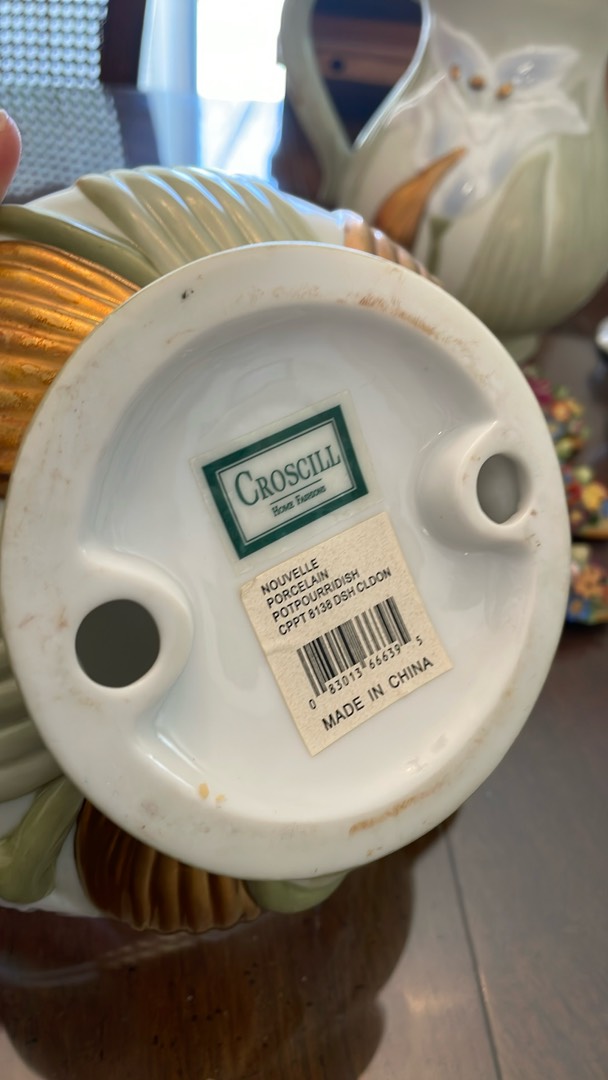 CROSCILL
HOME FASHIONS
NOUVELLE
PORCELAIN
POTPOURRIDISH
CPPT 8138 DSH CLDON
0 83013 66639 5
MADE IN CHINA